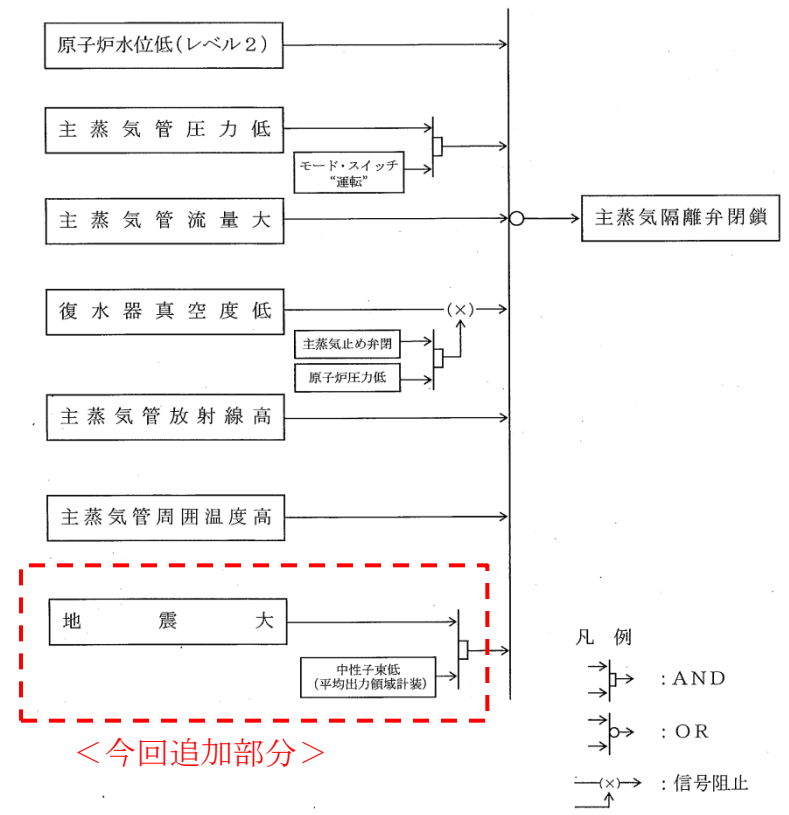 原子炉水位低(レベル2)
主蒸気管圧力低
モード・スイッチ
“運転”
主蒸気管流量大
主蒸気隔離弁閉鎖
復水器真空度低
(×)
主蒸気止め弁閉
原子炉圧力低
主蒸気管放射線高
主蒸気管周囲温度高
地震大
中性子束低
(平均出力領域計装)
＜今回追加部分＞
凡例
:AND
:OR
(×)
:信号阻止